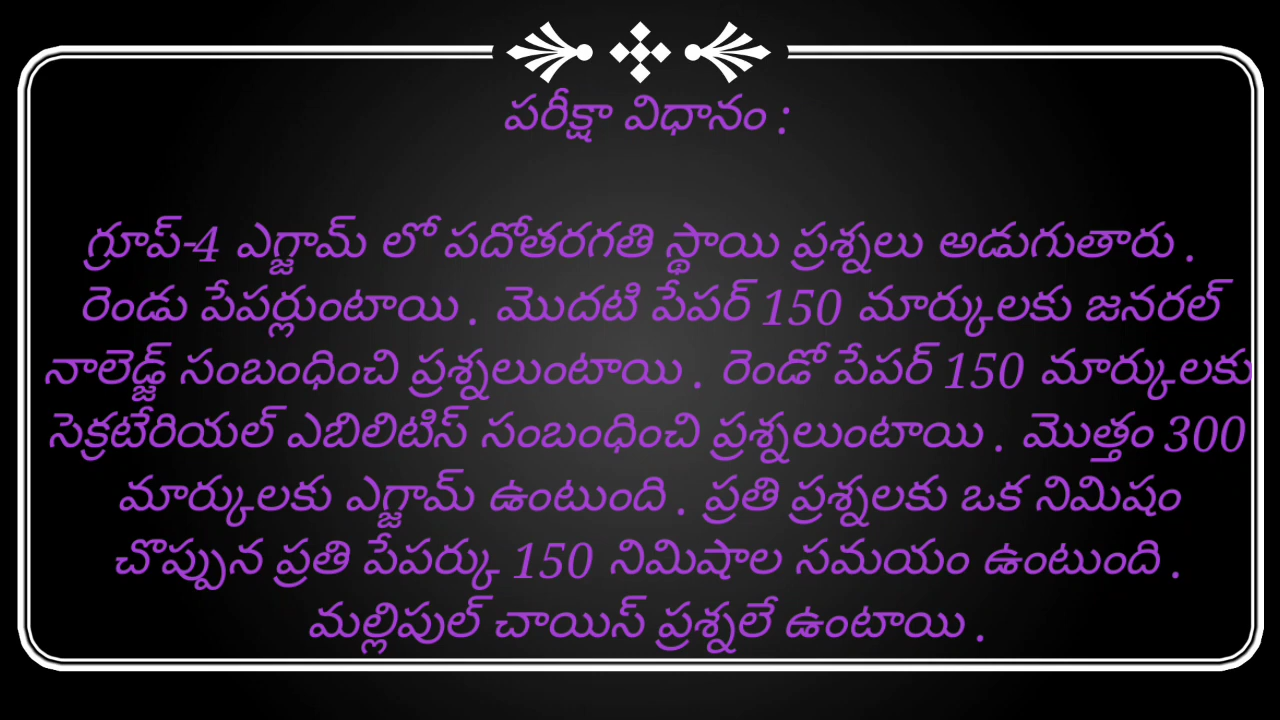 పరీక్షా విధానం :
గ్రూప్-4 ఎగ్జామ్ లో పదోతరగతి స్థాయి ప్రశ్నలు అడుగుతారు .
రెండు పేపర్లుంటాయి . మొదటి పేపర్ 150 మార్కులకు జనరల్
నాలెడ్జ్ సంబంధించి ప్రశ్నలుంటాయి . రెండో పేపర్ 150 మార్కులకు
సెక్రటేరియల్ ఎబిలిటిస్ సంబంధించి ప్రశ్నలుంటాయి . మొత్తం 300
మార్కులకు ఎగ్జామ్ ఉంటుంది . ప్రతి ప్రశ్నలకు ఒక నిమిషం
చొప్పున ప్రతి పేపర్కు 150 నిమిషాల సమయం ఉంటుంది .
మల్లిపుల్ చాయిస్ ప్రశ్నలే ఉంటాయి .